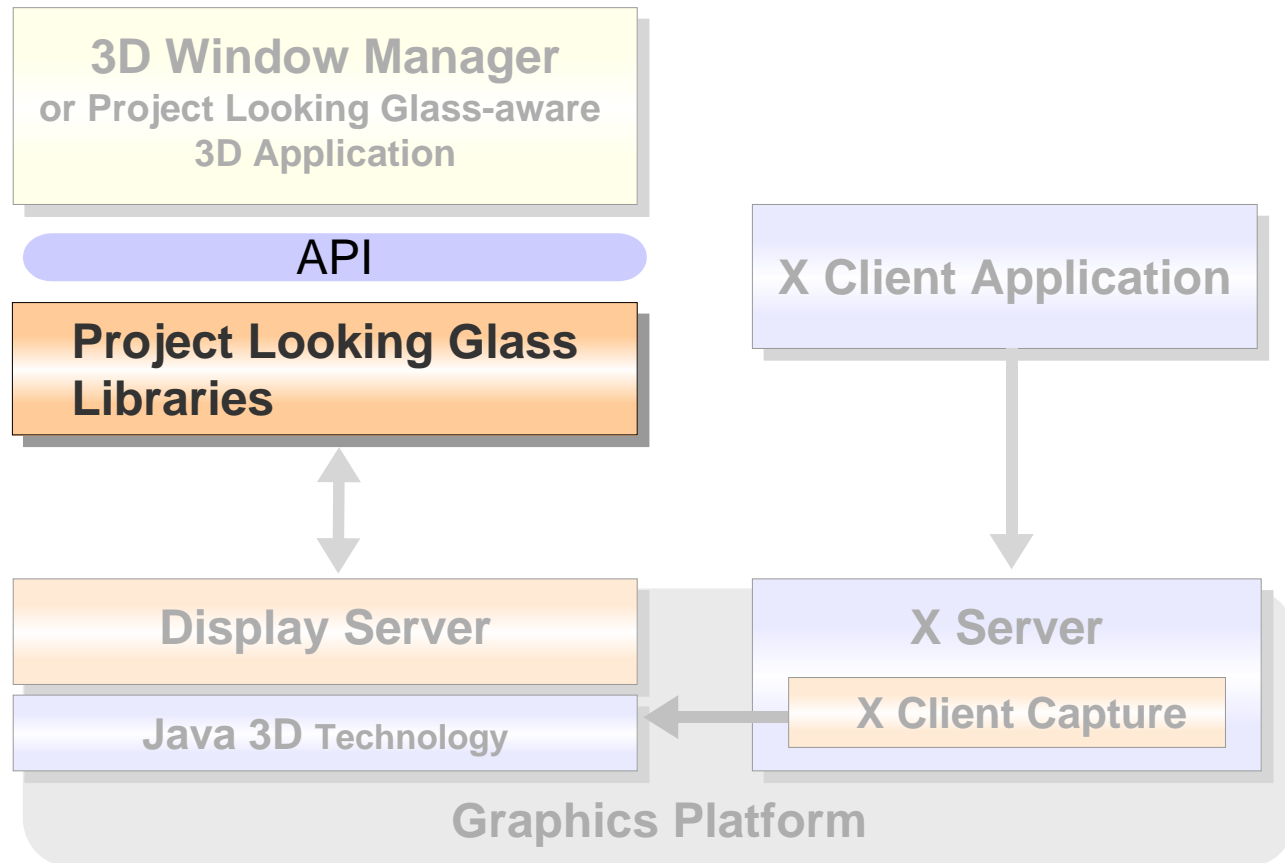 3D Window Manager
or Project Looking Glass-aware
3D Application
API
Project Looking Glass
Libraries
X Client Application
Display Server
Java 3D Technology
X Server
X Client Capture
Graphics Platform